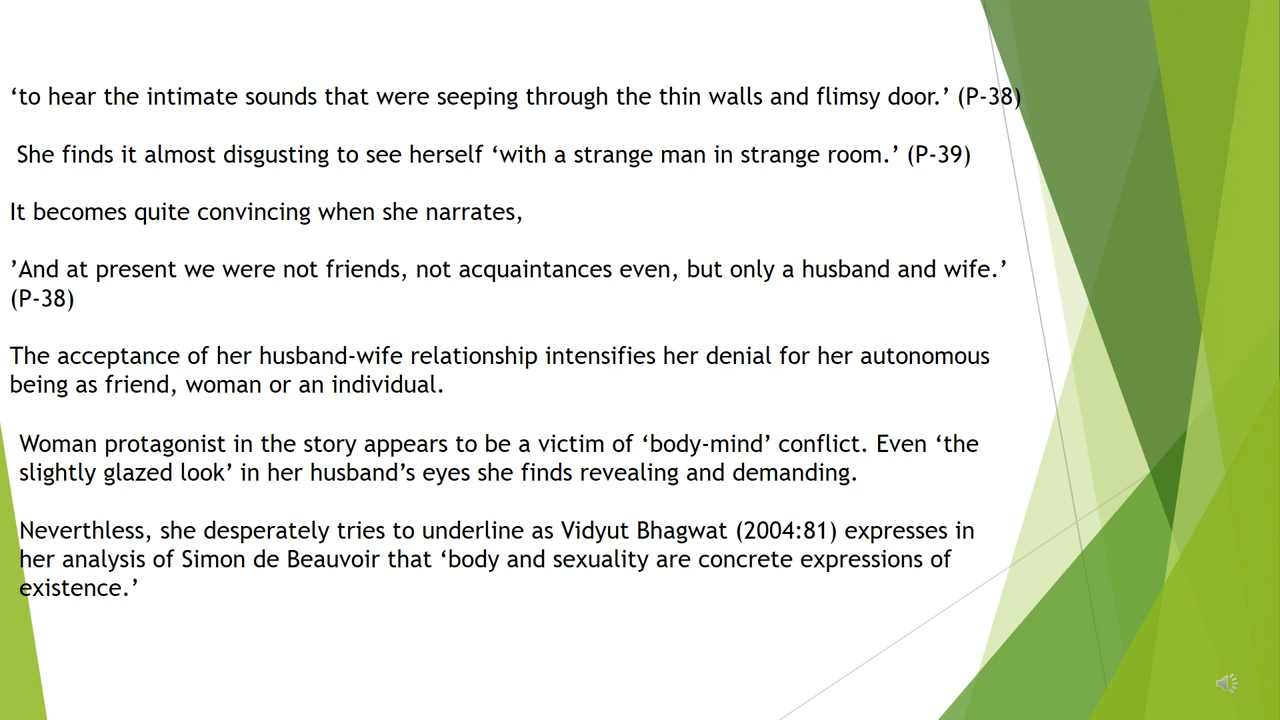 ‘to hear the intimate sounds that were seeping through the thin walls and flimsy door.’ (P-38)
She finds it almost disgusting to see herself ‘with a strange man in strange room.’ (P-39)
It becomes quite convincing when she narrates,
’And at present we were not friends, not acquaintances even, but only a husband and wife.’
(P-38)
The acceptance of her husband-wife relationship intensifies her denial for her autonomous
being as friend, woman or an individual.
Woman protagonist in the story appears to be a victim of ‘body-mind’ conflict. Even ‘the
slightly glazed look’ in her husband’s eyes she finds revealing and demanding.
Neverthless, she desperately tries to underline as Vidyut Bhagwat (2004:81) expresses in
her analysis of Simon de Beauvoir that ‘body and sexuality are concrete expressions of
existence.’